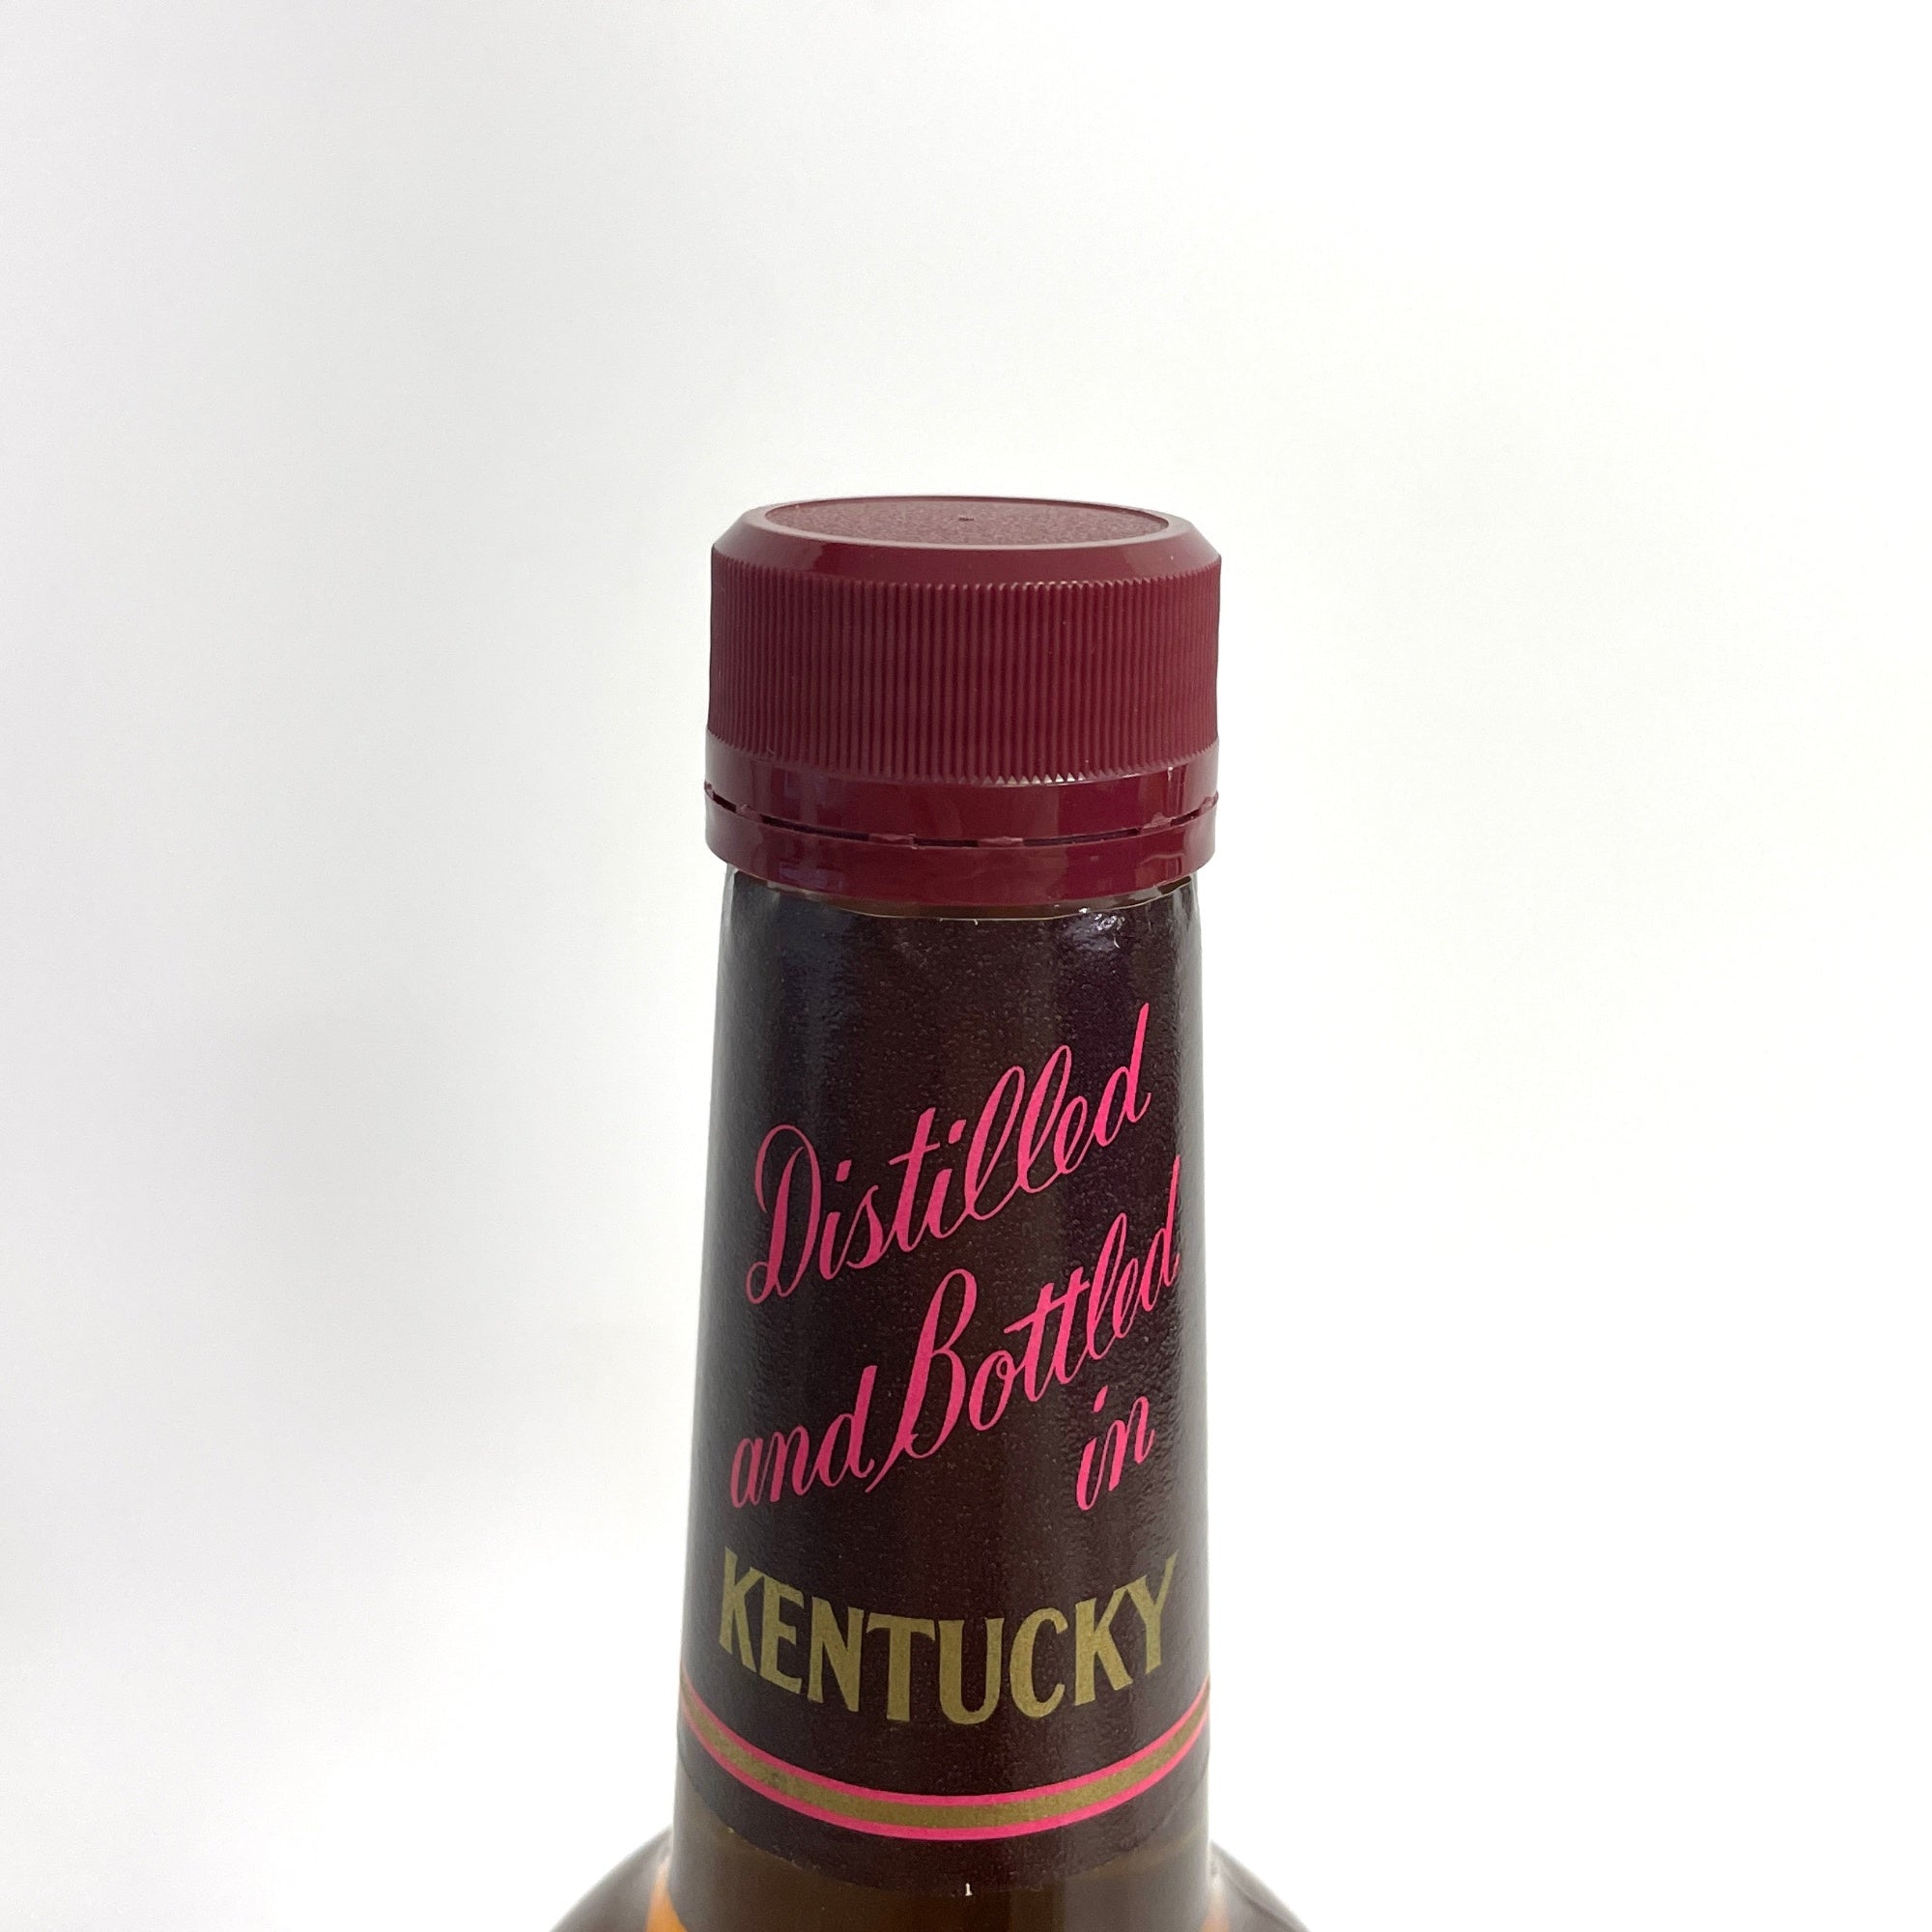 Distilled
and Bottled
in
KENTUCKY